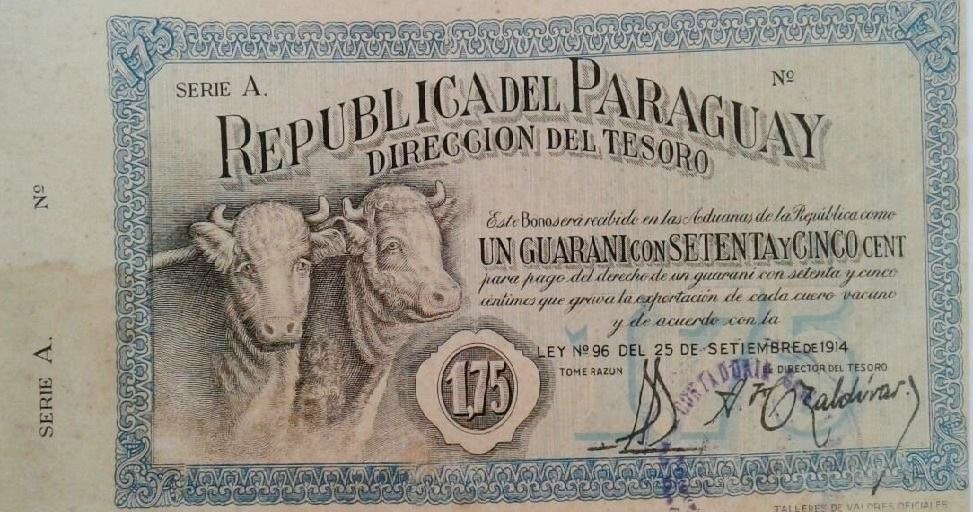 175
SERIE A.
Nº
REPUBLICA DEL PARAGUAY
DIRECCION DEL TESORO
Este Bono será recibido en las Aduanas de la República como
UN GUARANI CON SETENTA Y CINCO CENT
para pago del derecho de un guaraní con setenta y cinco
céntimos que grava la exportación de cada cuero vacuno
y de acuerdo con la
LEY Nº 96 DEL 25 DE SETIEMBRE DE 1914
TOME RAZON
DIRECTOR DEL TESORO
CONTADURIA
1,75
175
Nº
SERIE A.
TALLERES DE VALORES OFICIALES